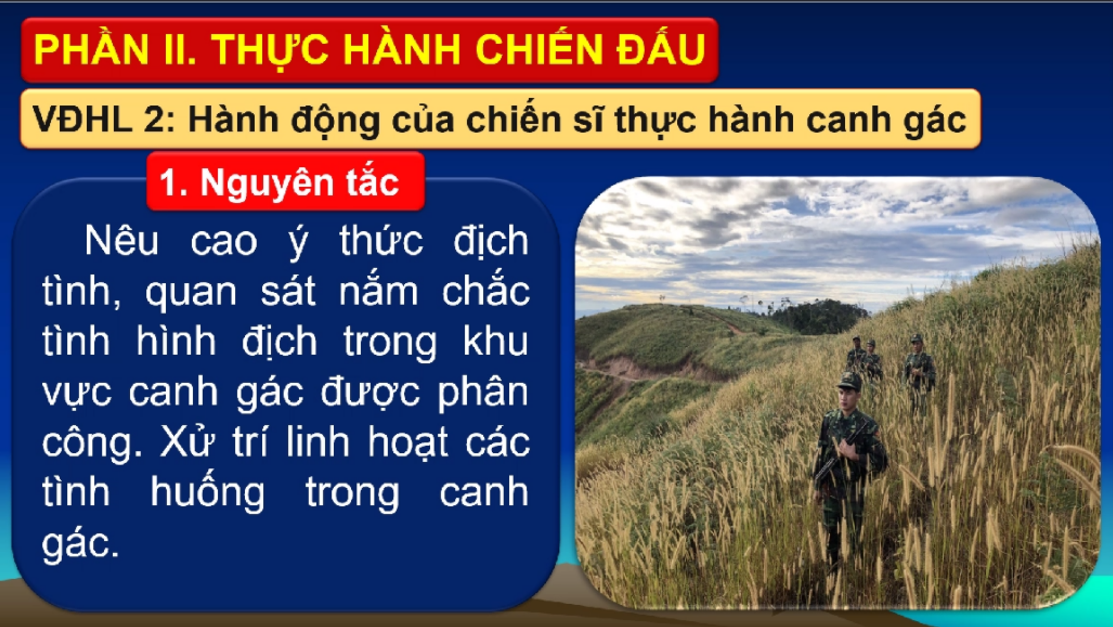 PHẦN II. THỰC HÀNH CHIẾN ĐẤU
VĐHL 2: Hành động của chiến sĩ thực hành canh gác
1. Nguyên tắc
Nêu cao ý thức địch
tình, quan sát nắm chắc
tình hình địch trong khu
vực canh gác được phân
công. Xử trí linh hoạt các
tình huống trong canh
gác.